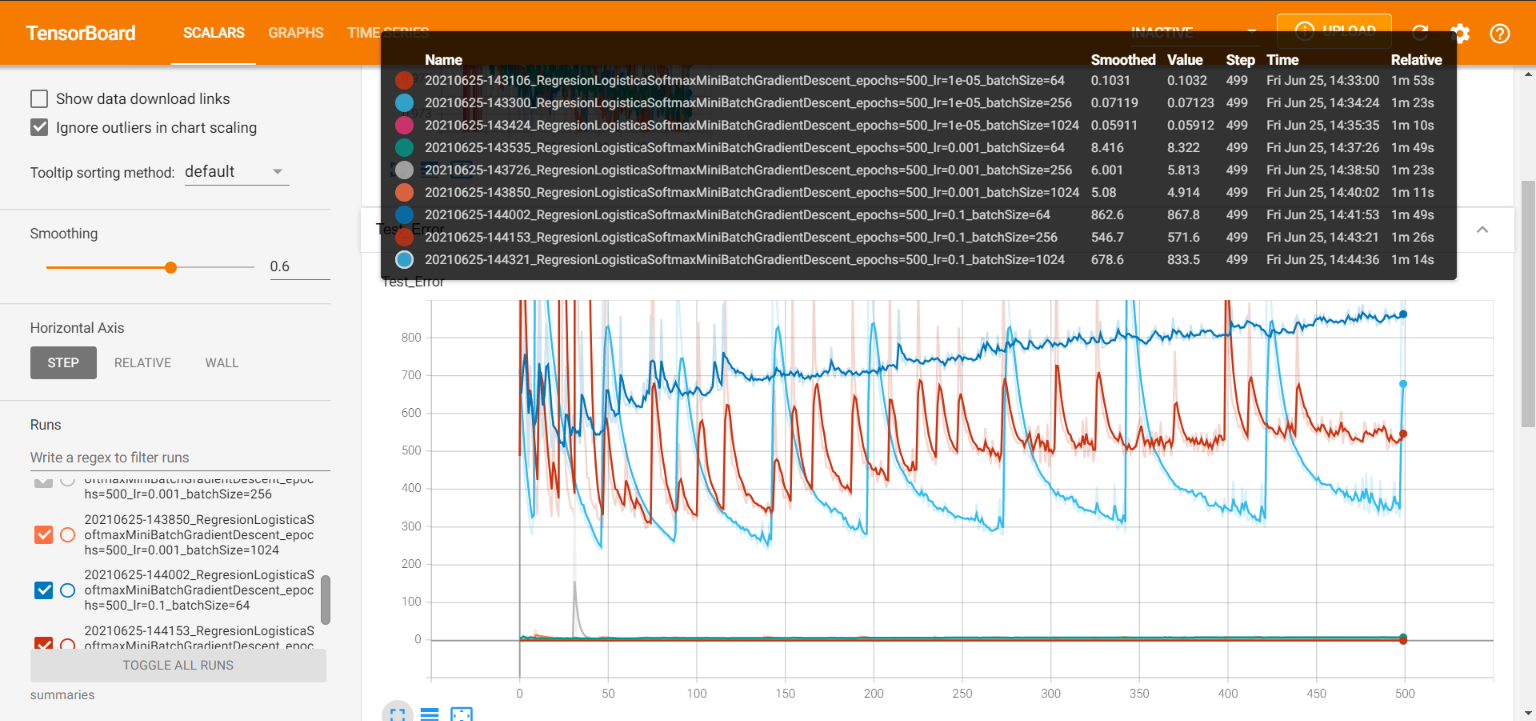 TensorBoard
SCALARS
GRAPHS
TIME SERIES
INACTIVE
UPLOAD
Show data download links
Ignore outliers in chart scaling
Tooltip sorting method: default
Smoothing
0.6
Horizontal Axis
STEP
RELATIVE
WALL
Runs
Write a regex to filter runs
oftmaxMiniBatchGradientDescent_epoc
hs=500_lr=0.001_batchSize=256
20210625-143850_RegresionLogisticaS
oftmaxMiniBatchGradientDescent_epoc
hs=500_lr=0.001_batchSize=1024
20210625-144002_RegresionLogisticaS
oftmaxMiniBatchGradientDescent_epoc
hs=500_lr=0.1_batchSize=64
20210625-144153_RegresionLogisticaS
oftmaxMiniBatchGradientDescent_epoc
TOGGLE ALL RUNS
summaries
Name Smoothed Value Step Time Relative
20210625-143106_RegresionLogisticaSoftmaxMiniBatchGradientDescent_epochs=500_lr=1e-05_batchSize=64 0.1031 0.1032 499 Fri Jun 25, 14:33:00 1m 53s
20210625-143300_RegresionLogisticaSoftmaxMiniBatchGradientDescent_epochs=500_lr=1e-05_batchSize=256 0.07119 0.07123 499 Fri Jun 25, 14:34:24 1m 23s
20210625-143424_RegresionLogisticaSoftmaxMiniBatchGradientDescent_epochs=500_lr=1e-05_batchSize=1024 0.05911 0.05912 499 Fri Jun 25, 14:35:35 1m 10s
20210625-143535_RegresionLogisticaSoftmaxMiniBatchGradientDescent_epochs=500_lr=0.001_batchSize=64 8.416 8.322 499 Fri Jun 25, 14:37:26 1m 49s
20210625-143726_RegresionLogisticaSoftmaxMiniBatchGradientDescent_epochs=500_lr=0.001_batchSize=256 6.001 5.813 499 Fri Jun 25, 14:38:50 1m 23s
20210625-143850_RegresionLogisticaSoftmaxMiniBatchGradientDescent_epochs=500_lr=0.001_batchSize=1024 5.08 4.914 499 Fri Jun 25, 14:40:02 1m 11s
20210625-144002_RegresionLogisticaSoftmaxMiniBatchGradientDescent_epochs=500_lr=0.1_batchSize=64 862.6 867.8 499 Fri Jun 25, 14:41:53 1m 49s
20210625-144153_RegresionLogisticaSoftmaxMiniBatchGradientDescent_epochs=500_lr=0.1_batchSize=256 546.7 571.6 499 Fri Jun 25, 14:43:21 1m 26s
20210625-144321_RegresionLogisticaSoftmaxMiniBatchGradientDescent_epochs=500_lr=0.1_batchSize=1024 678.6 833.5 499 Fri Jun 25, 14:44:36 1m 14s
Test_Error
Test_Error
800
700
600
500
400
300
200
100
0
0 50 100 150 200 250 300 350 400 450 500